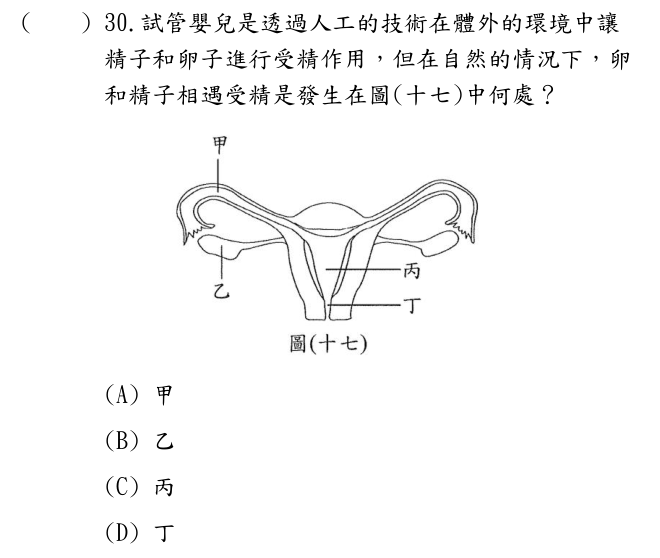 ( ) 30.試管嬰兒是透過人工的技術在體外的環境中讓
精子和卵子進行受精作用，但在自然的情況下，卵
和精子相遇受精是發生在圖(十七)中何處？
甲
乙
丙
丁
圖(十七)
(A) 甲
(B) 乙
(C) 丙
(D) 丁